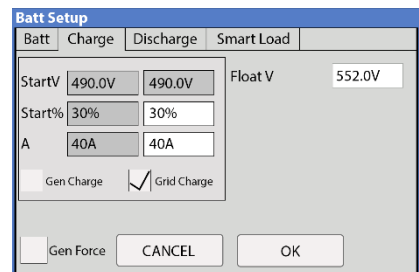 Batt Setup
Batt Charge Discharge Smart Load
StartV 490.0V 490.0V Float V 552.0V
Start% 30% 30%
A 40A 40A
Gen Charge Grid Charge
Gen Force CANCEL OK